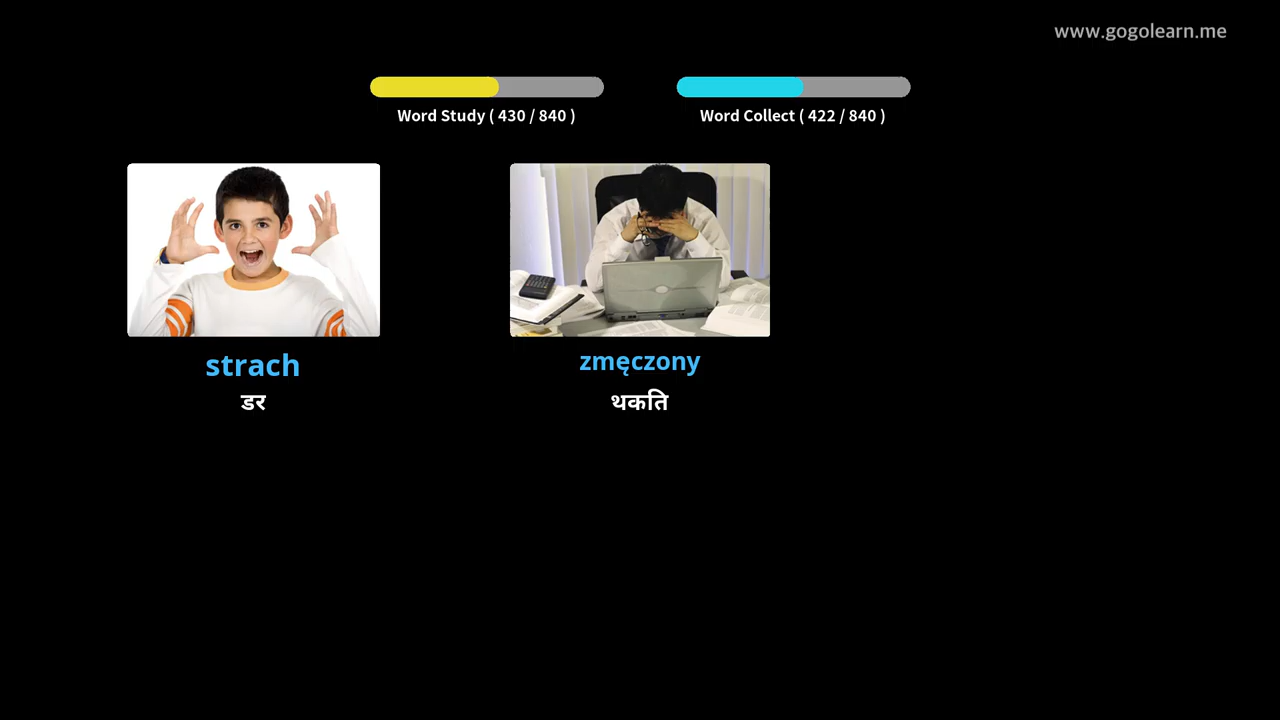 www.gogolearn.me
Word Study ( 430 / 840 )
Word Collect ( 422 / 840 )
strach
डर
zmęczony
थकति